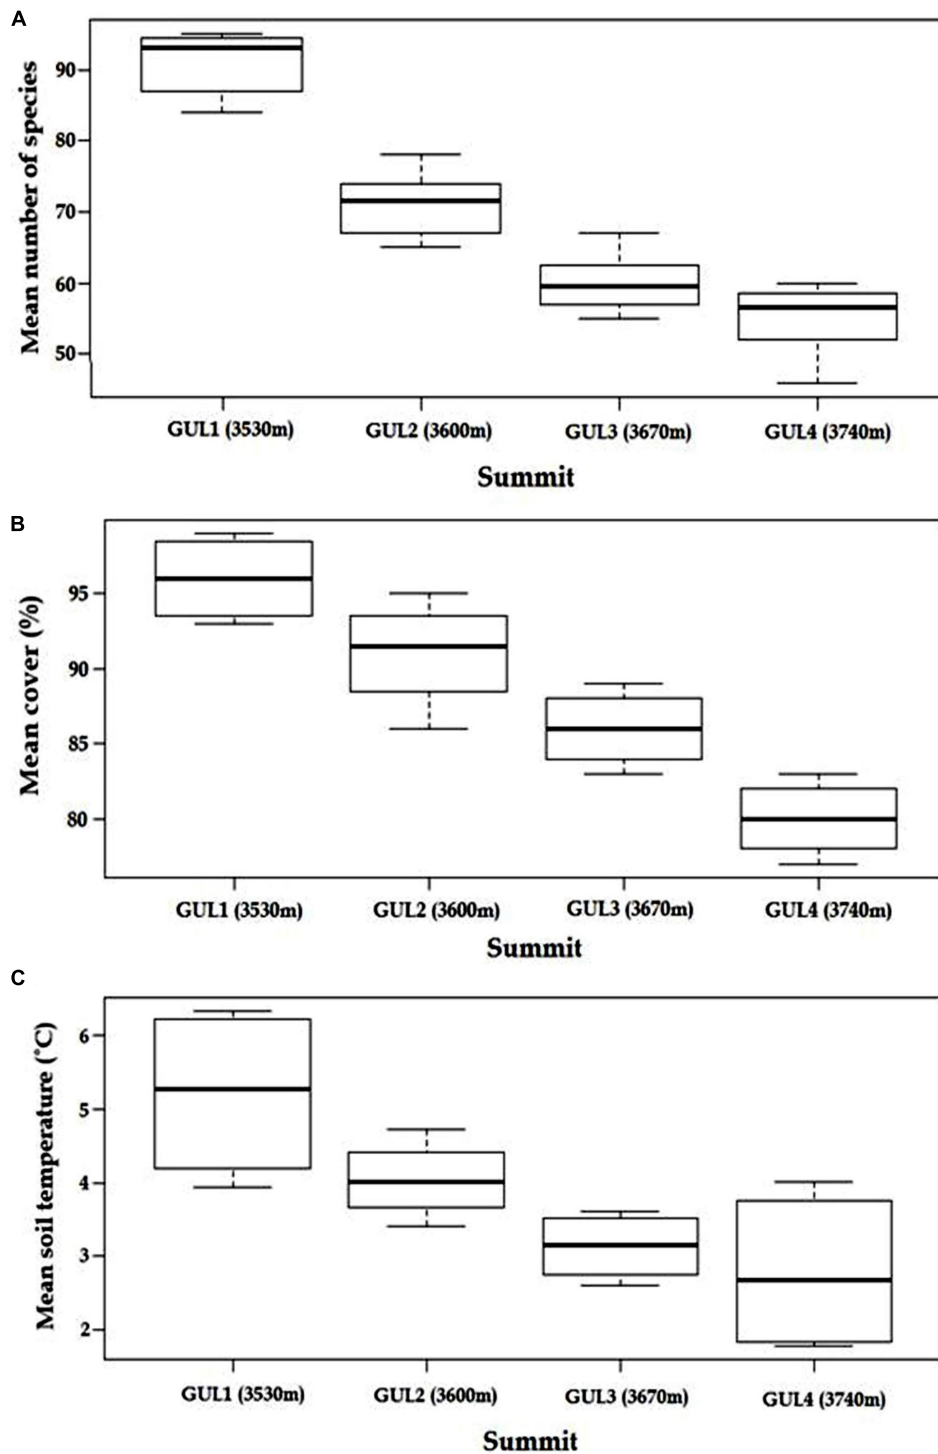 A
Mean number of species
90
80
70
60
50
GUL1 (3530m) GUL2 (3600m) GUL3 (3670m) GUL4 (3740m)
Summit
B
Mean cover (%)
95
90
85
80
GUL1 (3530m) GUL2 (3600m) GUL3 (3670m) GUL4 (3740m)
Summit
C
Mean soil temperature (°C)
6
5
4
3
2
GUL1 (3530m) GUL2 (3600m) GUL3 (3670m) GUL4 (3740m)
Summit